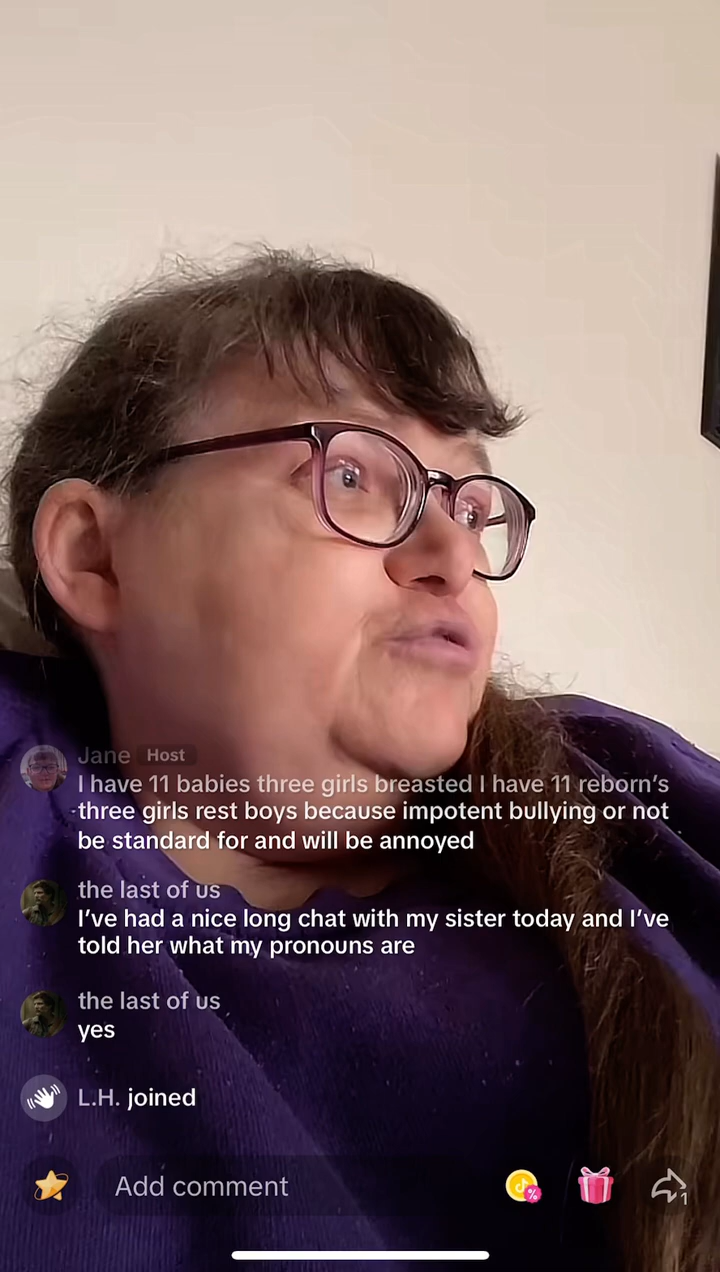 Jane Host
I have 11 babies three girls breasted I have 11 reborn's
three girls rest boys because impotent bullying or not
be standard for and will be annoyed
the last of us
I've had a nice long chat with my sister today and I've
told her what my pronouns are
the last of us
yes
L.H. joined
Add comment
1